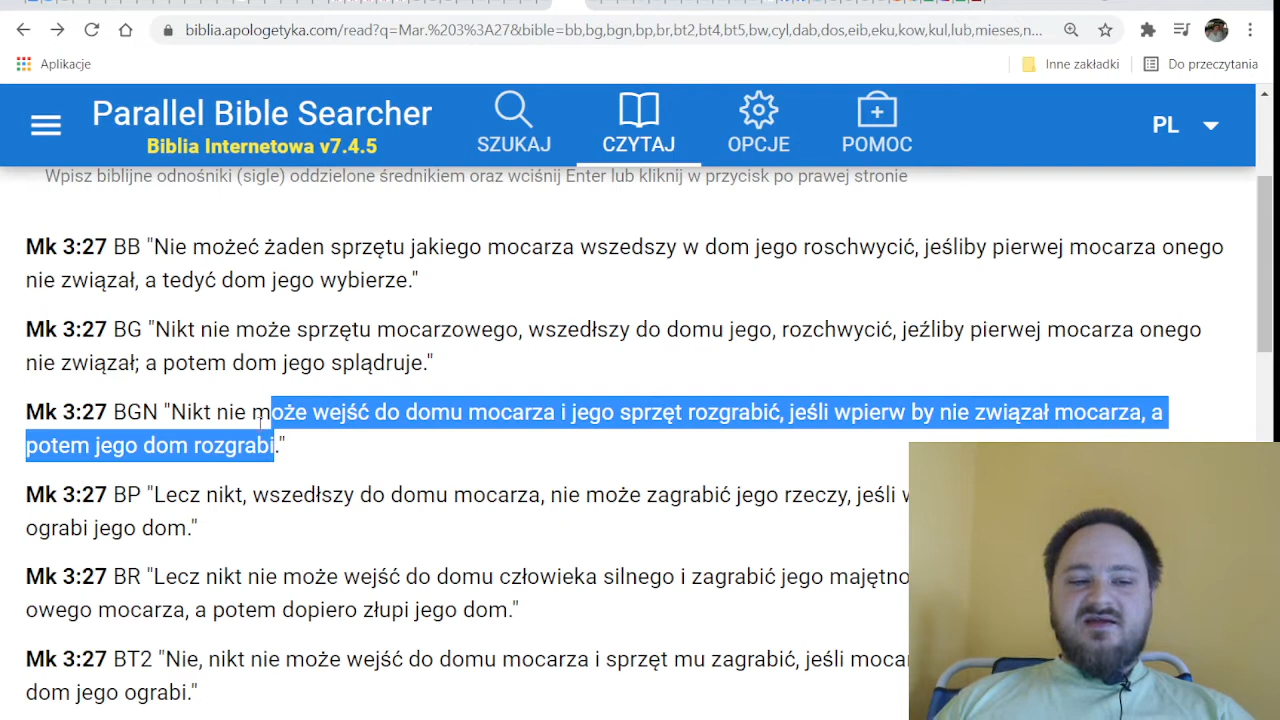 biblia.apologetyka.com/read?q=Mar.%203%3A27&bible=bb,bg,bgn,bp,br,bt2,bt4,bt5,bw,cyl,dab,dos,eib,eku,kow,kul,lub,mieses,n...
Aplikacje
Inne zakładki
Do przeczytania
Parallel Bible Searcher
Biblia Internetowa v7.4.5
SZUKAJ
CZYTAJ
OPCJE
POMOC
PL
Wpisz biblijne odnośniki (sigle) oddzielone średnikiem oraz wciśnij Enter lub kliknij w przycisk po prawej stronie
Mk 3:27 BB "Nie możeć żaden sprzętu jakiego mocarza wszedszy w dom jego roschwycić, jeśliby pierwej mocarza onego
nie związał, a tedyć dom jego wybierze."
Mk 3:27 BG "Nikt nie może sprzętu mocarzowego, wszedłszy do domu jego, rozchwycić, jeźliby pierwej mocarza onego
nie związał; a potem dom jego splądruje."
Mk 3:27 BGN "Nikt nie może wejść do domu mocarza i jego sprzęt rozgrabić, jeśli wpierw by nie związał mocarza, a
potem jego dom rozgrabi."
Mk 3:27 BP "Lecz nikt, wszedłszy do domu mocarza, nie może zagrabić jego rzeczy, jeśli
ograbi jego dom."
Mk 3:27 BR "Lecz nikt nie może wejść do domu człowieka silnego i zagrabić jego majętno
owego mocarza, a potem dopiero złupi jego dom."
Mk 3:27 BT2 "Nie, nikt nie może wejść do domu mocarza i sprzęt mu zagrabić, jeśli mocar
dom jego ograbi."